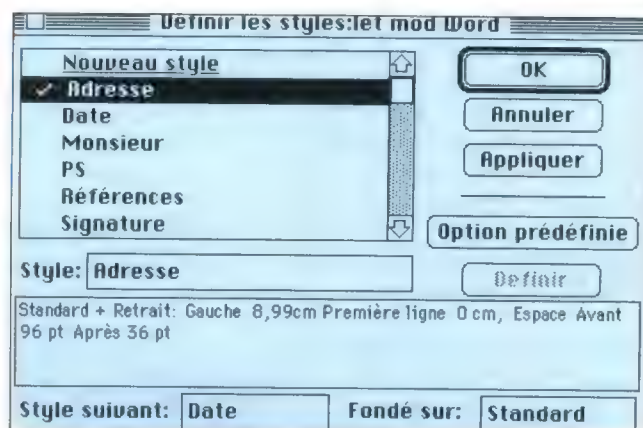 Définir les styles:let mod Word
Nouveau style
✓ Adresse
Date
Monsieur
PS
Références
Signature
OK
Annuler
Appliquer
Option prédéfinie
Définir
Style: Adresse
Standard + Retrait: Gauche 8,99cm Première ligne 0 cm, Espace Avant
96 pt Après 36 pt
Style suivant: Date
Fondé sur: Standard